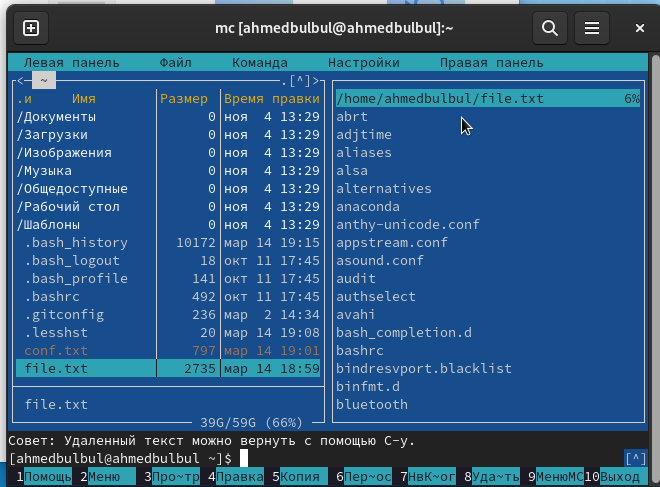 mc [ahmedbulbul@ahmedbulbul]:~
Левая панель Файл Команда Настройки Правая панель
<— ~ .[^]>
.и Имя Размер Время правки
/Документы 0 ноя 4 13:29
/Загрузки 0 ноя 4 13:29
/Изображения 0 ноя 4 13:29
/Музыка 0 ноя 4 13:29
/Общедоступные 0 ноя 4 13:29
/Рабочий стол 0 ноя 4 13:29
/Шаблоны 0 ноя 4 13:29
.bash_history 10172 мар 14 19:15
.bash_logout 18 окт 11 17:45
.bash_profile 141 окт 11 17:45
.bashrc 492 окт 11 17:45
.gitconfig 236 мар 2 14:34
.lesshst 20 мар 14 19:08
conf.txt 797 мар 14 19:01
file.txt 2735 мар 14 18:59
file.txt
39G/59G (66%)
/home/ahmedbulbul/file.txt 6%
abrt
adjtime
aliases
alsa
alternatives
anaconda
anthy-unicode.conf
appstream.conf
asound.conf
audit
authselect
avahi
bash_completion.d
bashrc
bindresvport.blacklist
binfmt.d
bluetooth
Совет: Удаленный текст можно вернуть с помощью C-y.
[ahmedbulbul@ahmedbulbul ~]$ [^]
1Помощь 2Меню 3Про~тр 4Правка 5Копия 6Пер~ос 7НвК~ог 8Уда~ть 9МенюМС 10Выход